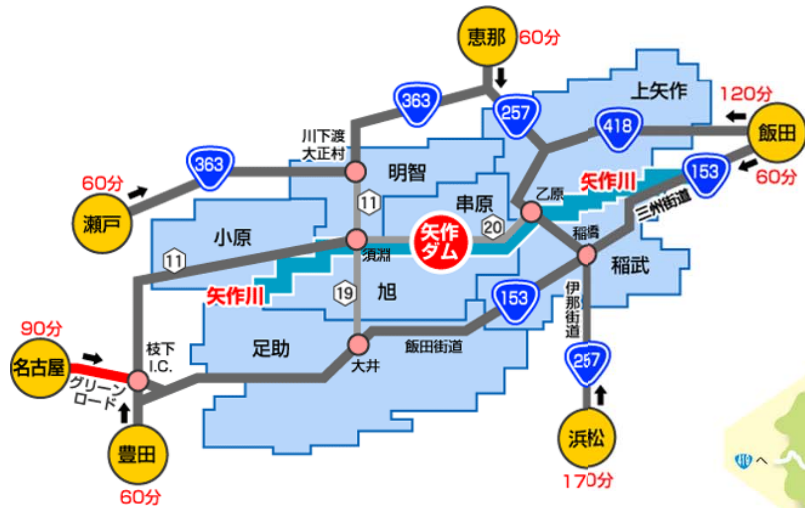 恵那
60分
上矢作
363
257
418
120分
飯田
153
60分
三州街道
川下渡
大正村
363
明智
60分
瀬戸
11
串原
乙原
矢作川
20
矢作
ダム
小原
11
須淵
稲橋
稲武
矢作川
19
旭
153
伊那街道
90分
名古屋
枝下
I.C.
足助
大井
飯田街道
257
グリーン
ロード
豊田
60分
浜松
170分
へ